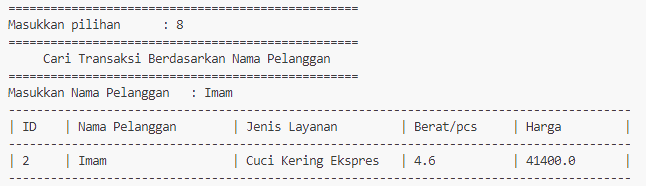 ==================================================
Masukkan pilihan      : 8
==================================================
     Cari Transaksi Berdasarkan Nama Pelanggan
==================================================
Masukkan Nama Pelanggan   : Imam
-----------------------------------------------------------------------------------------
| ID    | Nama Pelanggan        | Jenis Layanan         | Berat/pcs     | Harga         |
-----------------------------------------------------------------------------------------
| 2     | Imam                  | Cuci Kering Ekspres   | 4.6           | 41400.0       |
-----------------------------------------------------------------------------------------